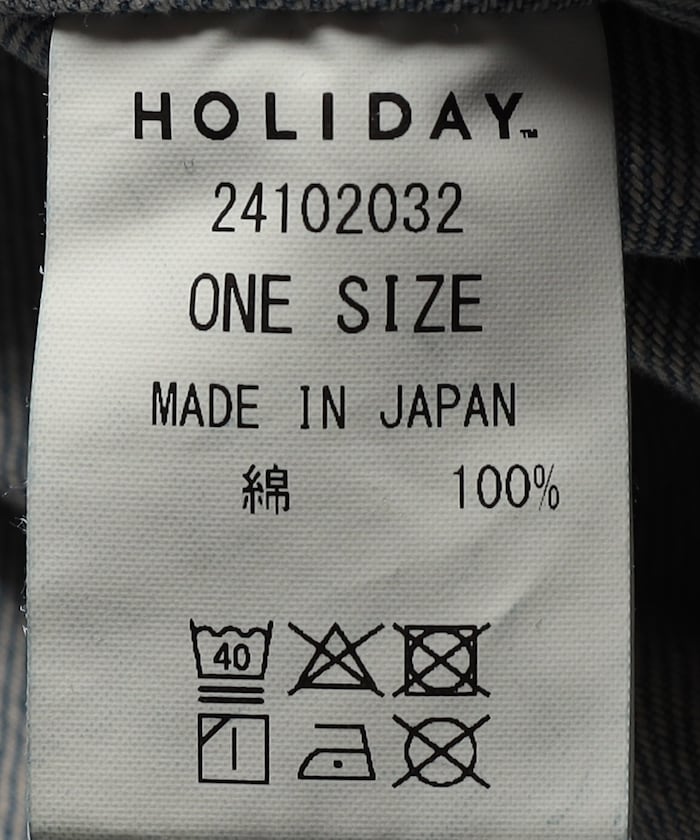 HOLIDAY™
24102032
ONE SIZE
MADE IN JAPAN
綿 100%
40